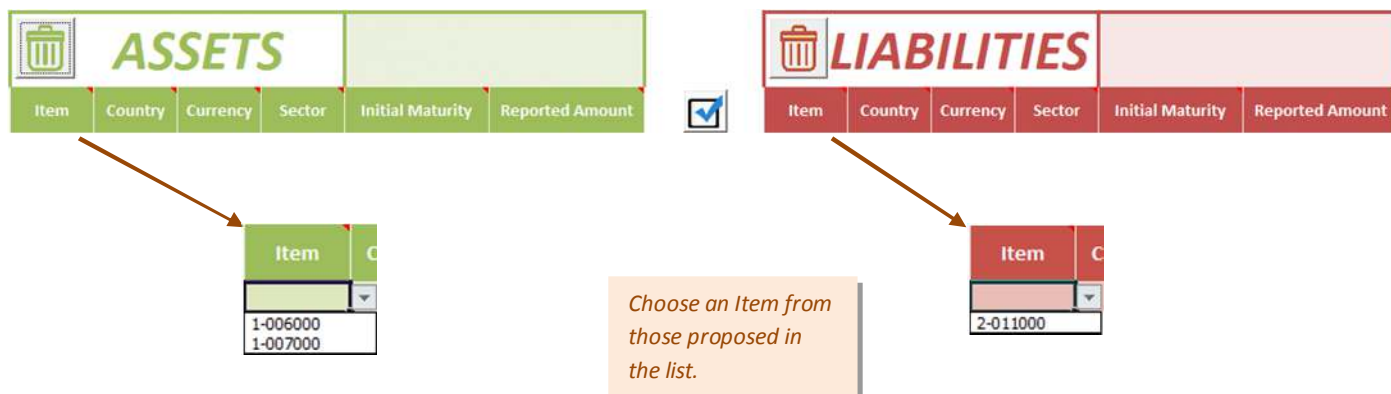 ASSETS
Item Country Currency Sector Initial Maturity Reported Amount
LIABILITIES
Item Country Currency Sector Initial Maturity Reported Amount
Item C
1-006000
1-007000
Choose an Item from
those proposed in
the list.
Item C
2-011000